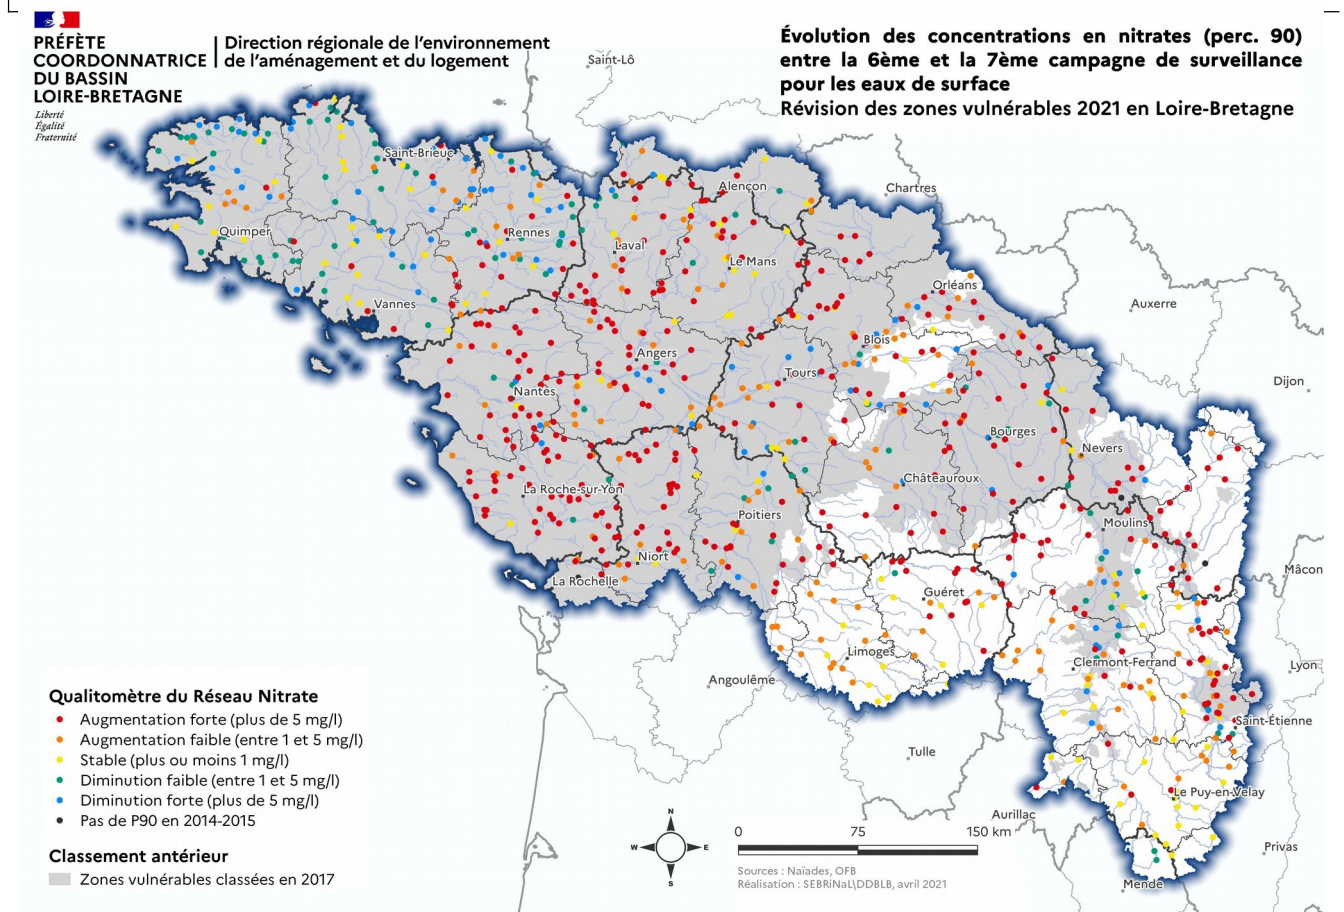 PRÉFÈTE
COORDONNATRICE
DU BASSIN
LOIRE-BRETAGNE
Liberté
Égalité
Fraternité
Direction régionale de l'environnement
de l'aménagement et du logement
Évolution des concentrations en nitrates (perc. 90)
entre la 6ème et la 7ème campagne de surveillance
pour les eaux de surface
Révision des zones vulnérables 2021 en Loire-Bretagne
Saint-Lô
Saint-Brieuc
Alençon
Chartres
Quimper
Rennes
Laval
Le Mans
Orléans
Auxerre
Vannes
Blois
Angers
Tours
Dijon
Nantes
Bourges
Nevers
Châteauroux
La Roche-sur-Yon
Poitiers
Moulins
Niort
La Rochelle
Mâcon
Guéret
Limoges
Clermont-Ferrand
Lyon
Angoulême
Saint-Étienne
Tulle
Le Puy-en-Velay
Aurillac
Privas
Mende
Qualitomètre du Réseau Nitrate
Augmentation forte (plus de 5 mg/l)
Augmentation faible (entre 1 et 5 mg/l)
Stable (plus ou moins 1 mg/l)
Diminution faible (entre 1 et 5 mg/l)
Diminution forte (plus de 5 mg/l)
Pas de P90 en 2014-2015
Classement antérieur
Zones vulnérables classées en 2017
N
W E
S
0 75 150 km
Sources : Naïades, OFB
Réalisation : SEBRiNaL\DDBLB, avril 2021